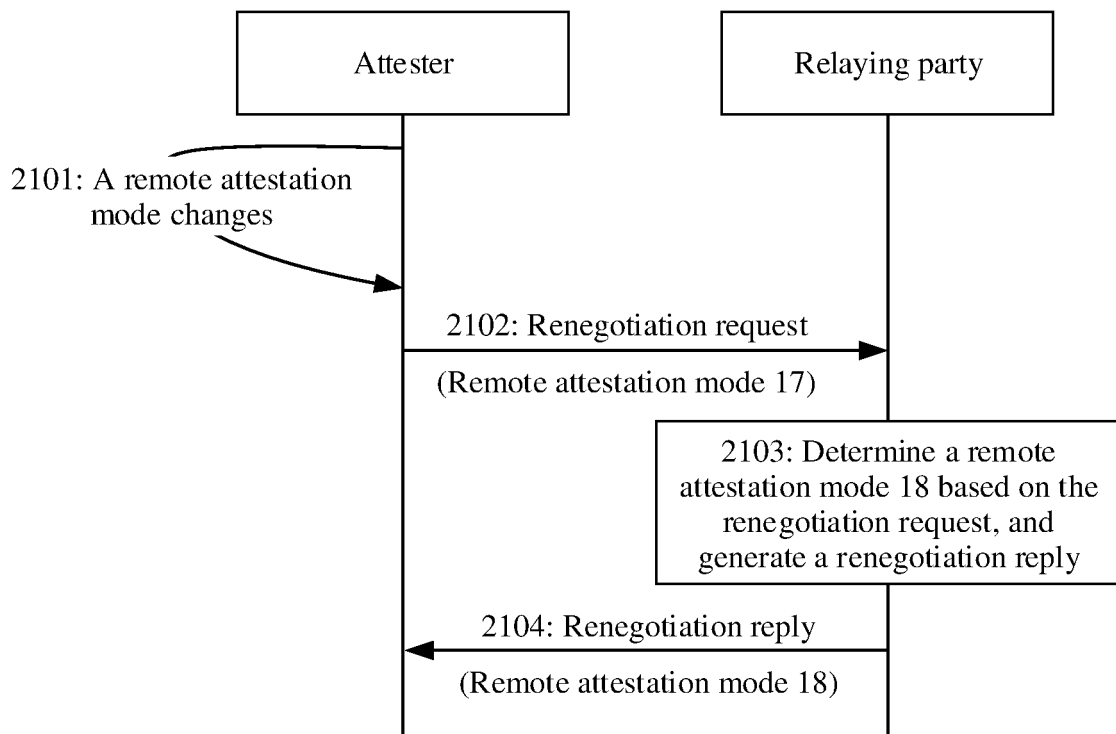 Attester
Relaying party
2101: A remote attestation
mode changes
2102: Renegotiation request
(Remote attestation mode 17)
2103: Determine a remote
attestation mode 18 based on the
renegotiation request, and
generate a renegotiation reply
2104: Renegotiation reply
(Remote attestation mode 18)